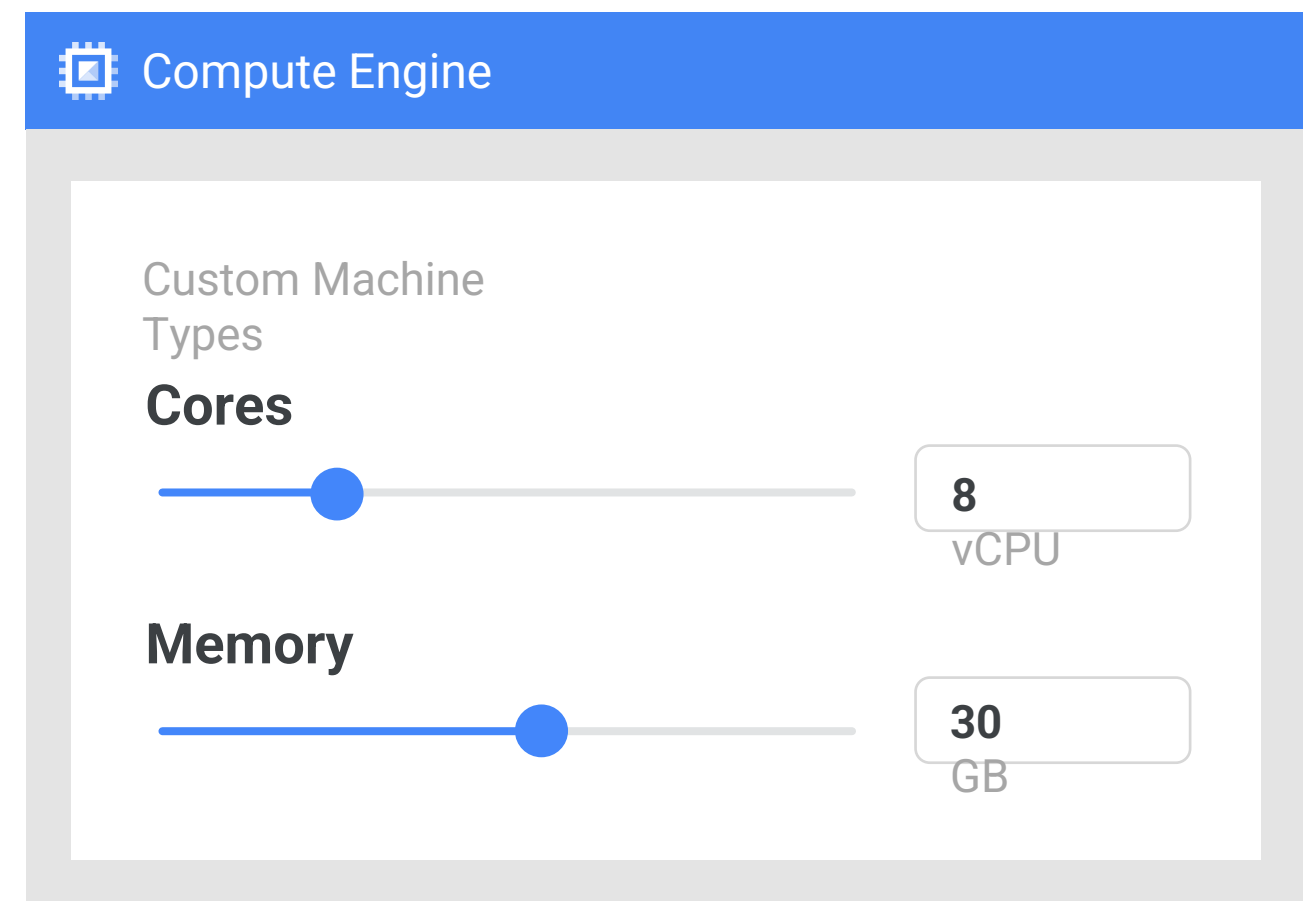 Compute Engine
Custom Machine
Types
Cores
8
vCPU
Memory
30
GB